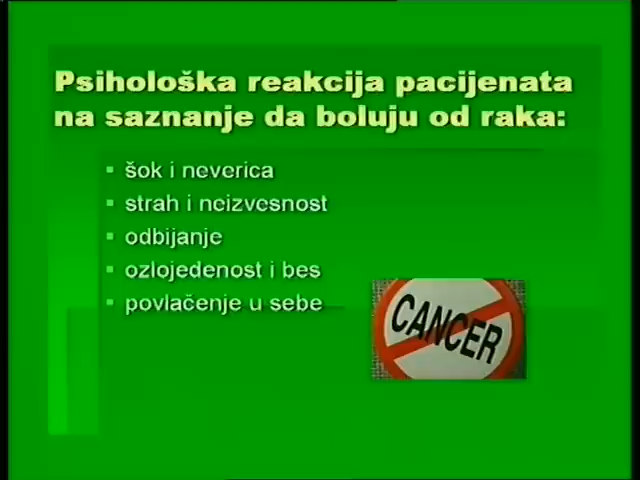 Psihološka reakcija pacijenata
na saznanje da boluju od raka:
šok i neverica
strah i neizvesnost
odbijanje
ozlojeđenost i bes
povlačenje u sebe
CANCER